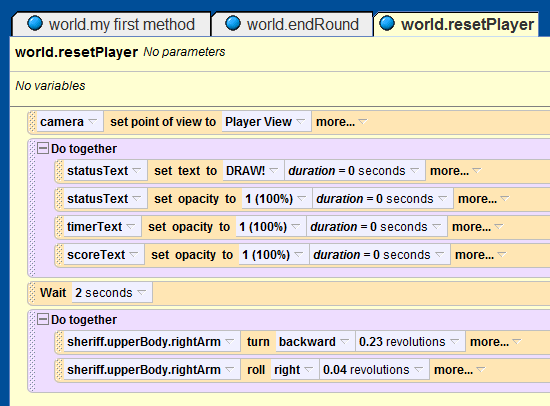 world.my first method world.endRound world.resetPlayer
world.resetPlayer No parameters
No variables
camera set point of view to Player View more...
Do together
statusText set text to DRAW! duration = 0 seconds more...
statusText set opacity to 1 (100%) duration = 0 seconds more...
timerText set opacity to 1 (100%) duration = 0 seconds more...
scoreText set opacity to 1 (100%) duration = 0 seconds more...
Wait 2 seconds
Do together
sheriff.upperBody.rightArm turn backward 0.23 revolutions more...
sheriff.upperBody.rightArm roll right 0.04 revolutions more...